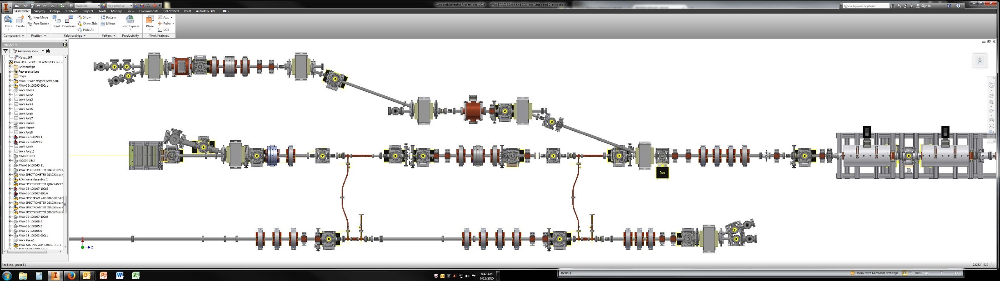 Material
Appearance
Autodesk Inventor Professional 2014
AWA DRIVE BEAM and EEX.iam (Linac and Diagnostics)
Type a keyword or phrase
Sign In
PRO
Assemble Simplify Design 3D Model Inspect Tools Manage View Environments Get Started Vault Autodesk 360
Place
Create
Free Move
Free Rotate
Joint
Constrain
Show
Show Sick
Hide All
Pattern
Mirror
Load Express
Plane
Axis
Point
UCS
Component
Position
Relationships
Pattern
Productivity
Work Features
Model
Assembly View
Mate:1167
AWA SPECTROMETER ASSEMBLY rev 0
Relationships
Representations
Origin
AWA DIPOLE Magnet Assy 8.0:1
AWA-05-100093-500:1
Work Plane2
Work Axis2
Work Axis3
Work Axis4
Work Axis5
Work Axis6
Work Axis7
Work Plane3
Work Plane4
Work Axis8
AWA-02-100094:1
AWA-02-100094:2
Work Axis9
Work Axis10
402004-35:1
402004-35:2
AWA-02-100043:11
AWA SPECTROMETER DIAGX1 rev
AWA SPECTROMETER DIAGX3 rev
4.5in Valve Assembly:1
AWA SPECTROMETER QUAD ASSEM
AWA-03-100107-100:5
AWA-03-100107-100:6
AWA SPEC BEAM VAC-DIAG BREAK
AWA SPECTROMETER DIAGX6 rev
AWA SPECTROMETER DIAGX5 rev
AWA SPECTROMETER DIAGX7 rev
AWA-03-100107-100:8
AWA-02-100105:2
AWA-02-100105:3
AWA-02-100105:8
AWA-05-100093-900:1
Work Plane5
AWA YAG IN 5 WAY CROSS 1.0:1
TOP
X
Z
For Help, press F1
22262 923
8:42 AM
6/11/2015
Items: 4
Online with Microsoft Exchange
100%